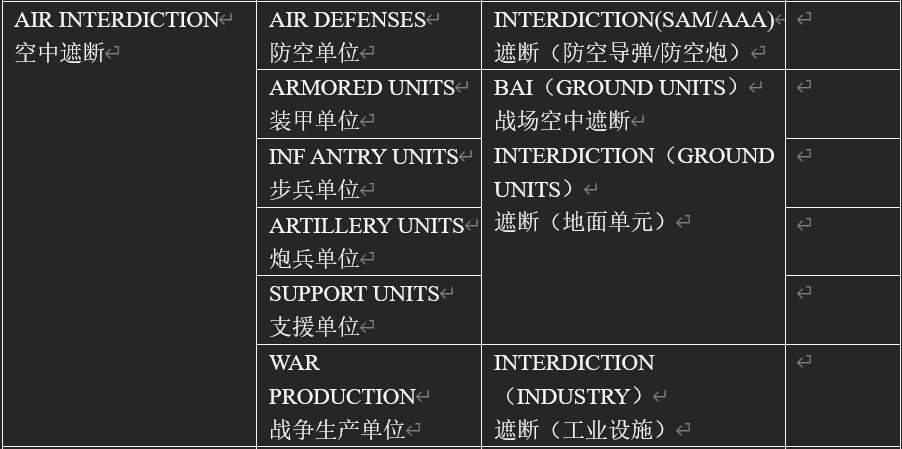 AIR INTERDICTION
空中遮断
AIR DEFENSES
防空单位
INTERDICTION(SAM/AAA)
遮断（防空导弹/防空炮）
ARMORED UNITS
装甲单位
BAI（GROUND UNITS）
战场空中遮断
INTERDICTION（GROUND
UNITS）
遮断（地面单元）
INF ANTRY UNITS
步兵单位
ARTILLERY UNITS
炮兵单位
SUPPORT UNITS
支援单位
WAR
PRODUCTION
战争生产单位
INTERDICTION
（INDUSTRY）
遮断（工业设施）